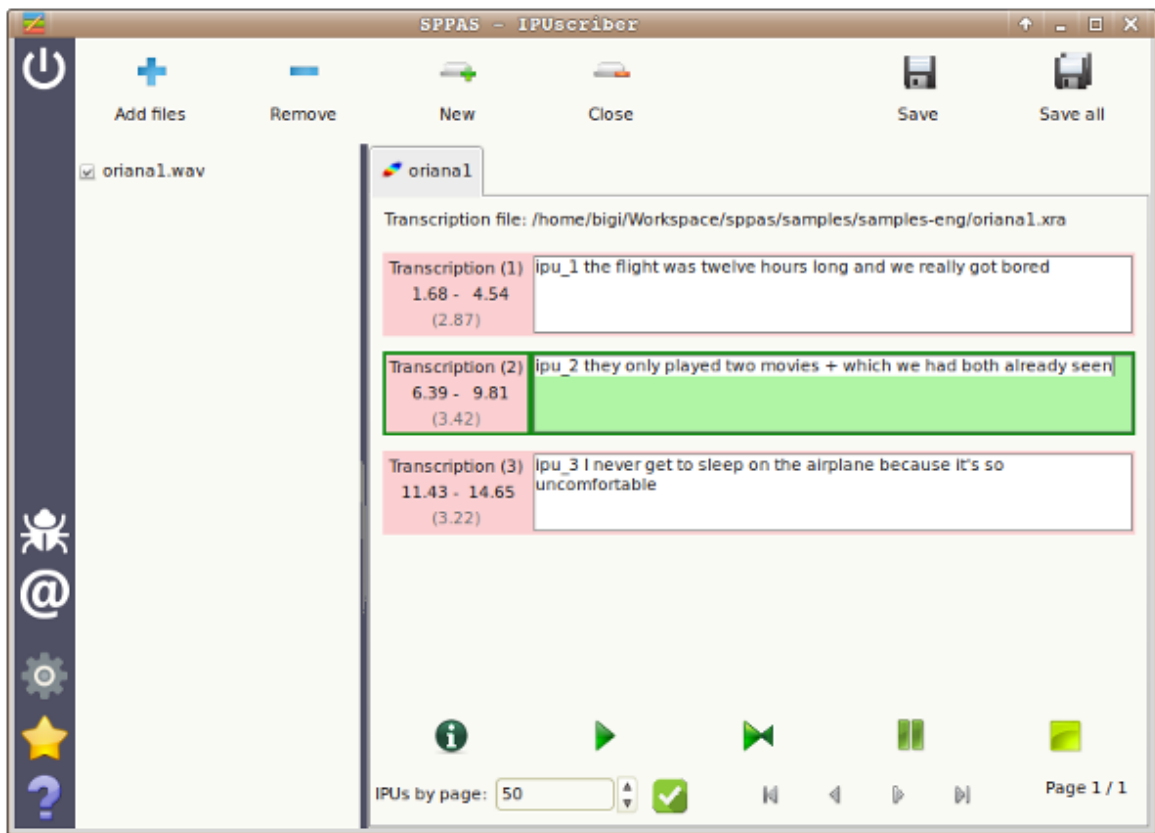 SPPAS - IPUscriber
Add files
Remove
New
Close
Save
Save all
oriana1.wav
oriana1
Transcription file: /home/bigi/Workspace/sppas/samples/samples-eng/oriana1.xra
Transcription (1)
1.68 - 4.54
(2.87)
ipu_1 the flight was twelve hours long and we really got bored
Transcription (2)
6.39 - 9.81
(3.42)
ipu_2 they only played two movies + which we had both already seen
Transcription (3)
11.43 - 14.65
(3.22)
ipu_3 I never get to sleep on the airplane because it's so
uncomfortable
@
?
IPUs by page: 50
Page 1 / 1